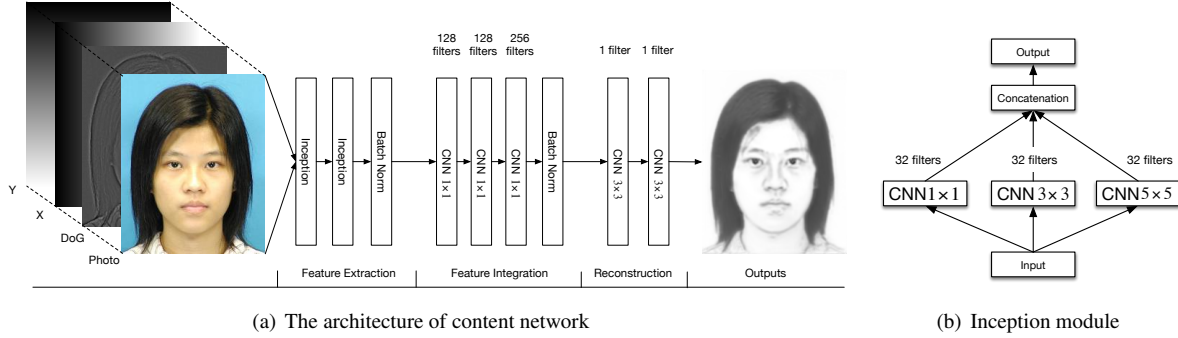 128 filters
128 filters
256 filters
1 filter
1 filter
Inception
Inception
Batch Norm
CNN 1×1
CNN 1×1
CNN 1×1
Batch Norm
CNN 3×3
CNN 3×3
Y
X
DoG
Photo
Feature Extraction
Feature Integration
Reconstruction
Outputs
(a) The architecture of content network
Output
Concatenation
32 filters
32 filters
32 filters
CNN1×1
CNN 3×3
CNN5×5
Input
(b) Inception module